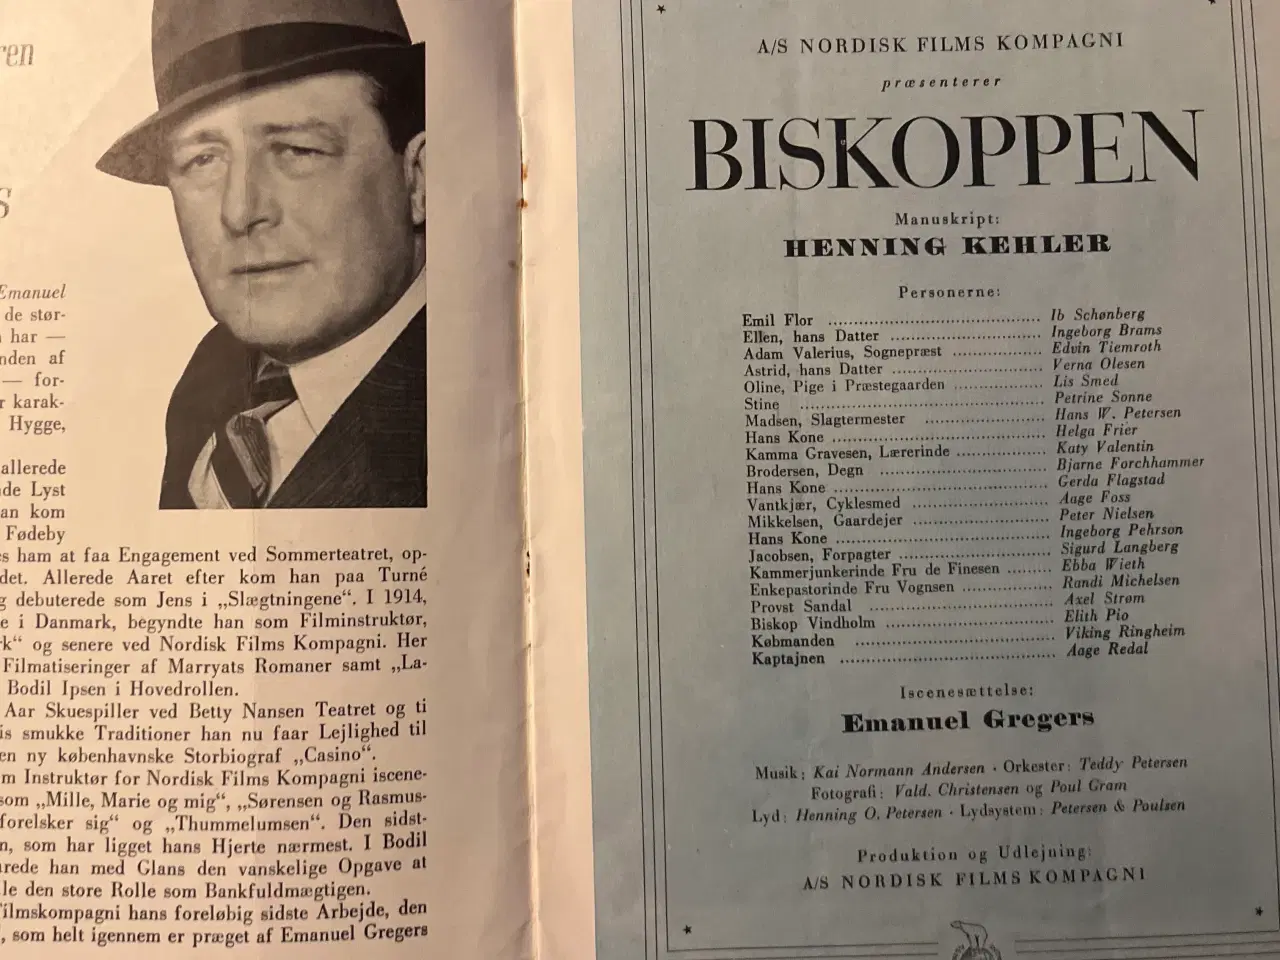 ren
S
Emanuel
de stør-
har —
nden af
— for-
r karak-
Hygge,
allerede
de Lyst
an kom
Fødeby
s ham at faa Engagement ved Sommerteatret, op-
det. Allerede Aaret efter kom han paa Turné
g debuterede som Jens i „Slægtningene“. I 1914,
e i Danmark, begyndte han som Filminstruktør,
k“ og senere ved Nordisk Films Kompagni. Her
Filmatiseringer af Marryats Romaner samt „La-
Bodil Ipsen i Hovedrollen.
Aar Skuespiller ved Betty Nansen Teatret og ti
is smukke Traditioner han nu faar Lejlighed til
en ny københavnske Storbiograf „Casino“.
m Instruktør for Nordisk Films Kompagni iscene-
som „Mille, Marie og mig“, „Sørensen og Rasmus-
forelsker sig“ og „Thummelumsen“. Den sidst-
n, som har ligget hans Hjerte nærmest. I Bodil
rede han med Glans den vanskelige Opgave at
le den store Rolle som Bankfuldmægtigen.
ilmskompagni hans foreløbig sidste Arbejde, den
, som helt igennem er præget af Emanuel Gregers
A/S NORDISK FILMS KOMPAGNI
præsenterer
BISKOPPEN
Manuskript:
HENNING KEHLER
Personerne:
Emil Flor ........................................ Ib Schønberg
Ellen, hans Datter ............................ Ingeborg Brams
Adam Valerius, Sognepræst ................. Edvin Tiemroth
Astrid, hans Datter ............................ Verna Olesen
Oline, Pige i Præstegaarden ................. Lis Smed
Stine ............................................. Petrine Sonne
Madsen, Slagtermester ...................... Hans W. Petersen
Hans Kone ....................................... Helga Frier
Kamma Gravesen, Lærerinde ................ Katy Valentin
Brodersen, Degn ............................... Bjarne Forchhammer
Hans Kone ....................................... Gerda Flagstad
Vantkjær, Cyklesmed ......................... Aage Foss
Mikkelsen, Gaardejer ......................... Peter Nielsen
Hans Kone ....................................... Ingeborg Pehrson
Jacobsen, Forpagter ........................... Sigurd Langberg
Kammerjunkerinde Fru de Finesen ........ Ebba Wieth
Enkepastorinde Fru Vognsen ................ Randi Michelsen
Provst Sandal .................................. Axel Strøm
Biskop Vindholm .............................. Elith Pio
Købmanden ..................................... Viking Ringheim
Kaptajnen ....................................... Aage Redal
Iscenesættelse:
Emanuel Gregers
Musik: Kai Normann Andersen · Orkester: Teddy Petersen
Fotografi: Vald. Christensen og Poul Gram
Lyd: Henning O. Petersen · Lydsystem: Petersen & Poulsen
Produktion og Udlejning:
A/S NORDISK FILMS KOMPAGNI